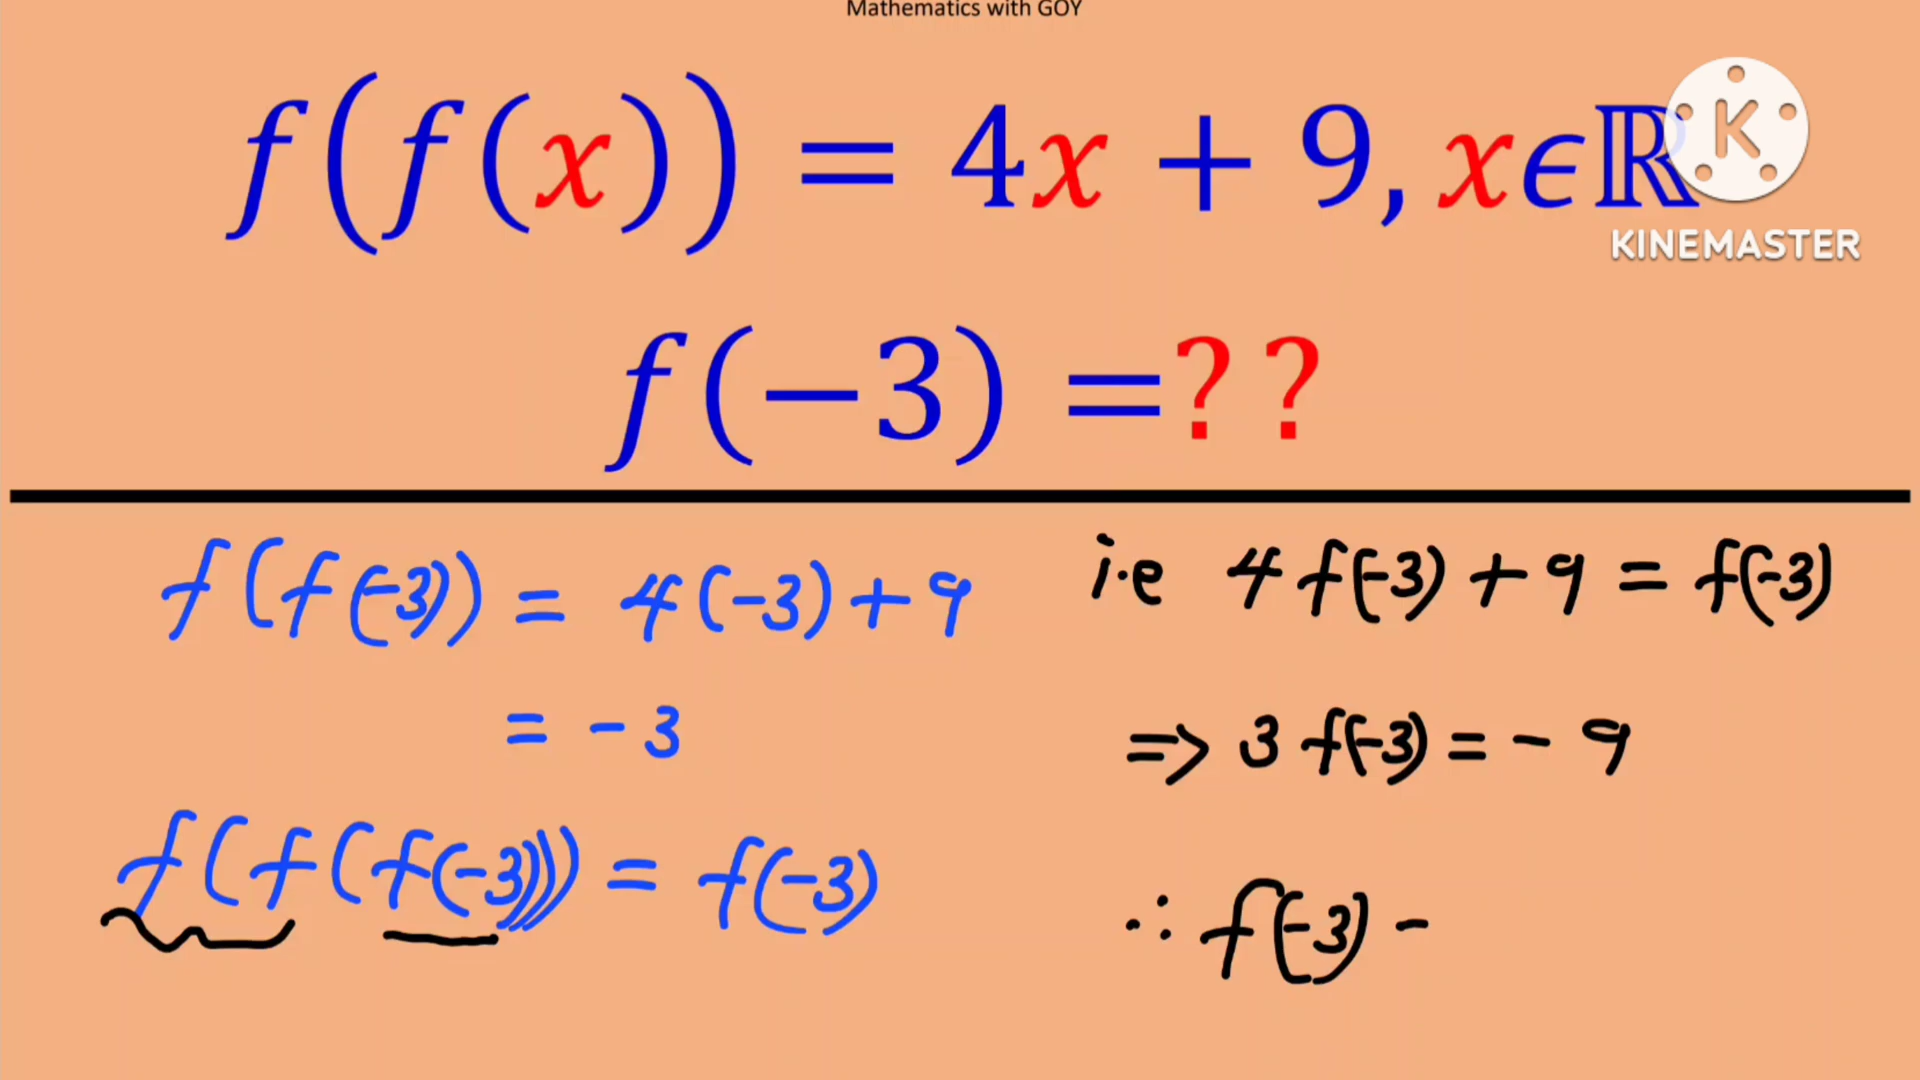 Mathematics with GOY
f(f(x)) = 4x + 9, xϵℝ
K
KINEMASTER
f(−3) =??
f(f(-3)) = 4(-3)+9
= -3
f(f(f(-3))) = f(-3)
i.e 4f(-3)+9 = f(-3)
=> 3f(-3) = -9
∴ f(-3) -